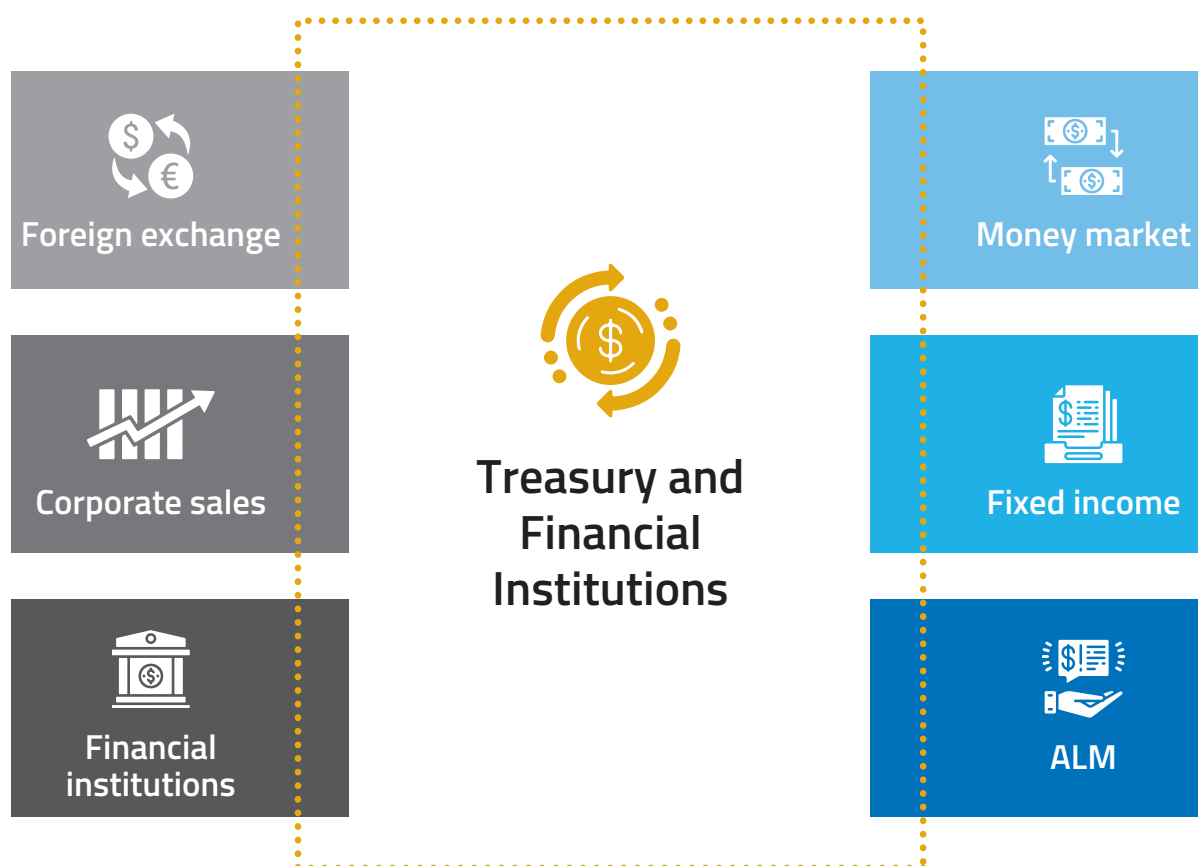 Foreign exchange
Corporate sales
Financial
institutions
Treasury and
Financial
Institutions
Money market
Fixed income
ALM